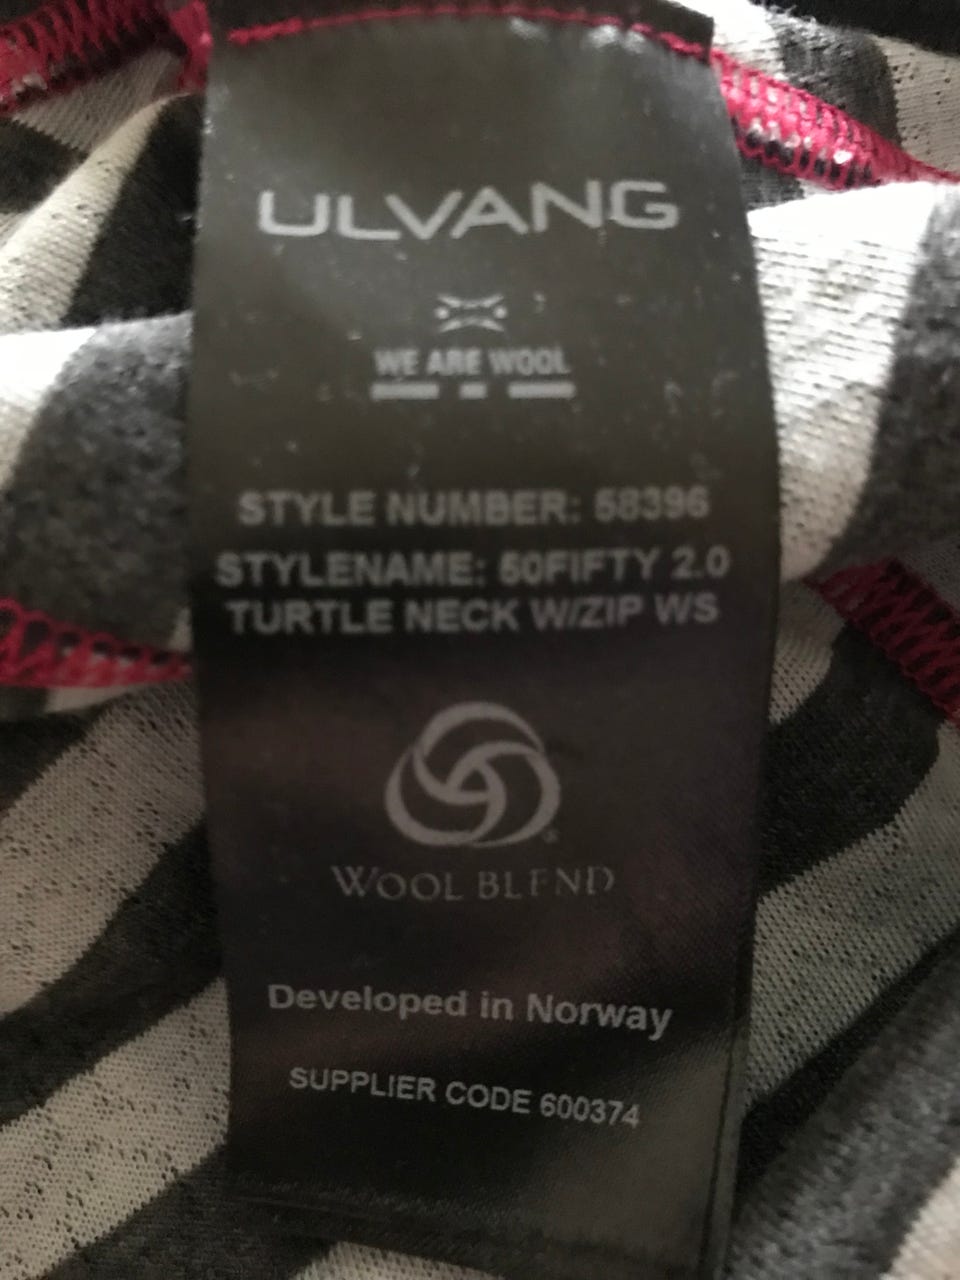 ULVANG
WE ARE WOOL
STYLE NUMBER: 58396
STYLENAME: 50FIFTY 2.0
TURTLE NECK W/ZIP WS
WOOL BLEND
Developed in Norway
SUPPLIER CODE 600374